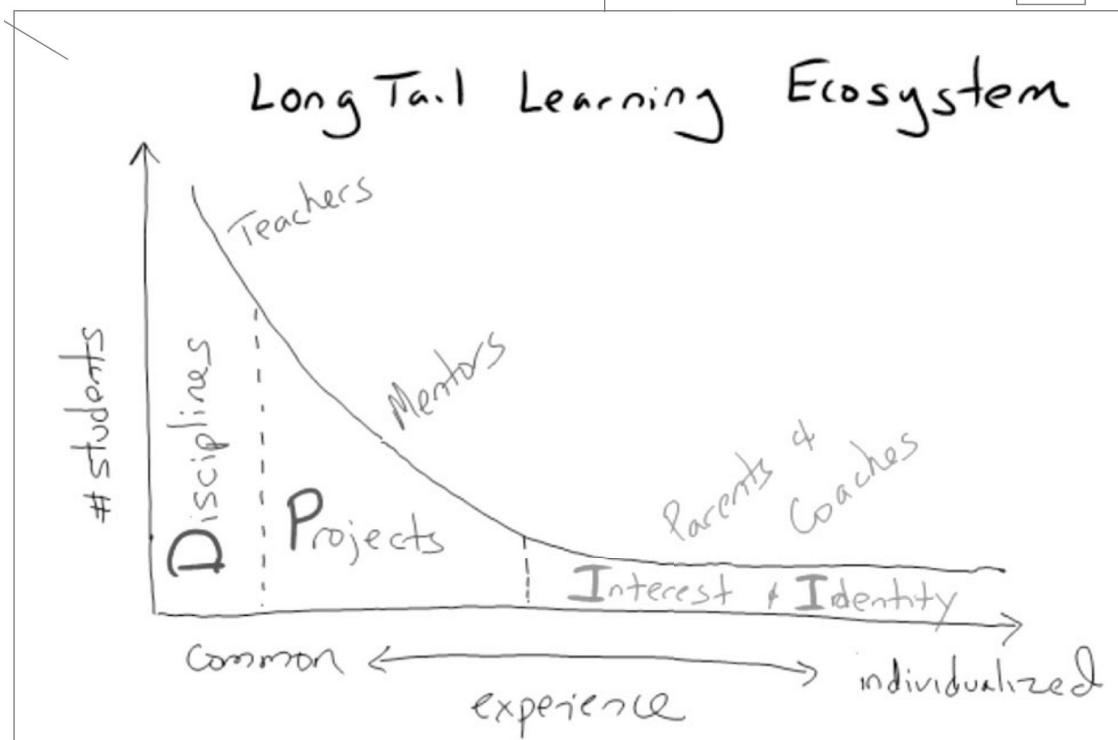 Long Tail Learning Ecosystem
Teachers
Mentors
Parents &
Coaches
# students
Disciplines
Projects
Interest & Identity
common
experience
individualized